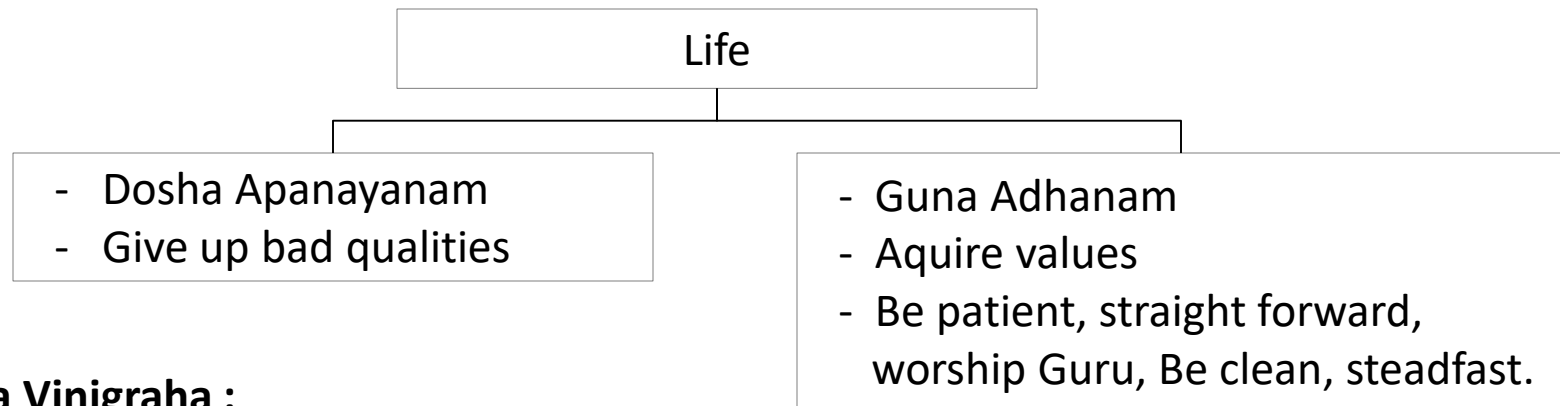 Life
- Dosha Apanayanam
- Give up bad qualities
- Guna Adhanam
- Aquire values
- Be patient, straight forward,
worship Guru, Be clean, steadfast.
Vinigraha :